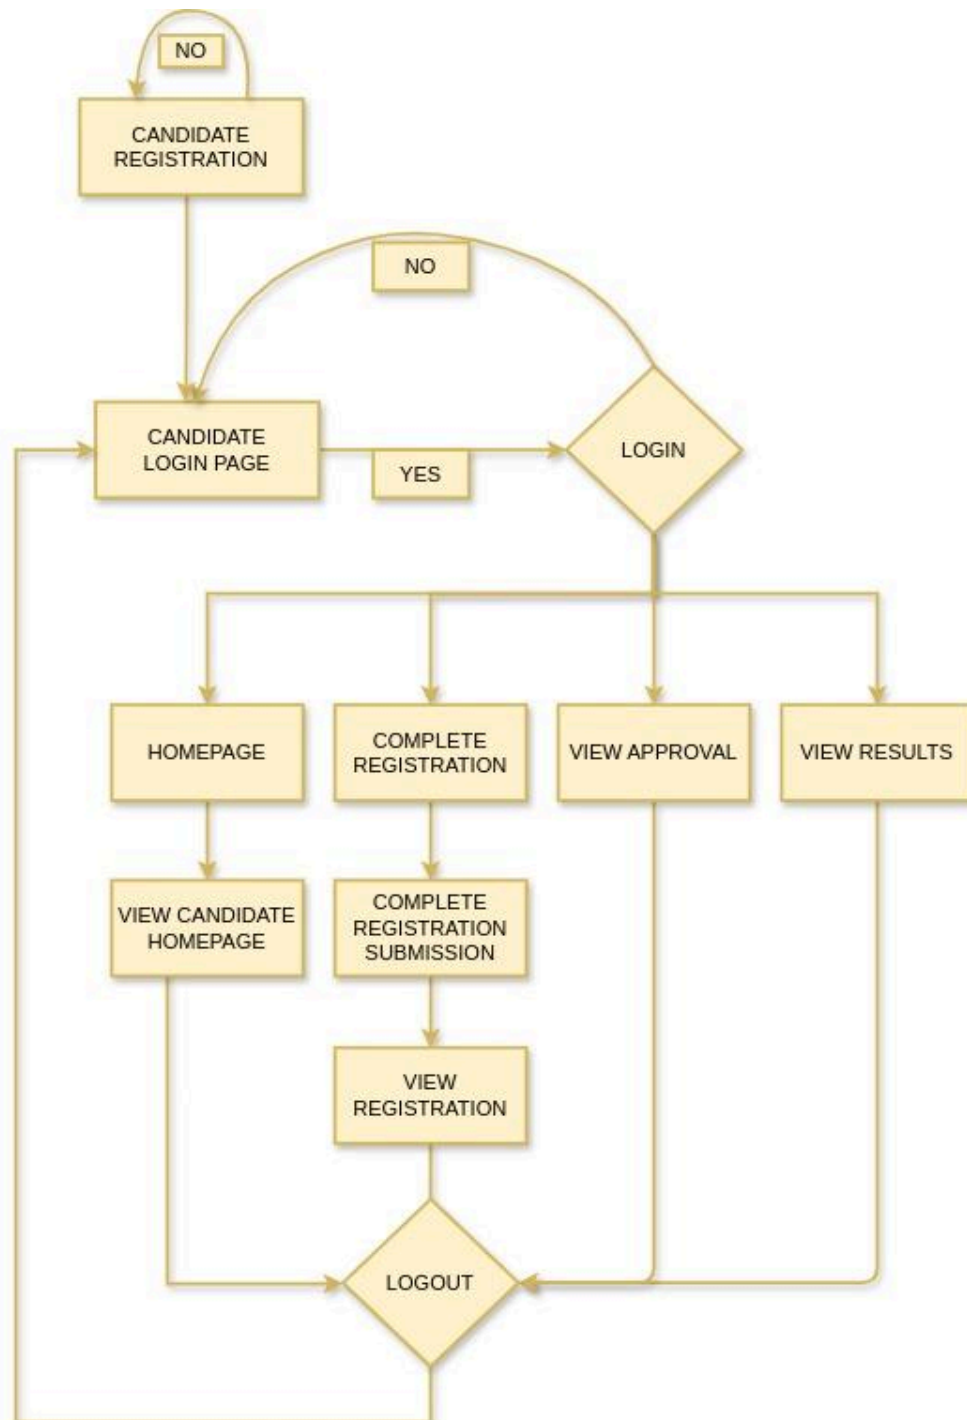 NO
CANDIDATE
REGISTRATION
NO
CANDIDATE
LOGIN PAGE
YES
LOGIN
HOMEPAGE
COMPLETE
REGISTRATION
VIEW APPROVAL
VIEW RESULTS
VIEW CANDIDATE
HOMEPAGE
COMPLETE
REGISTRATION
SUBMISSION
VIEW
REGISTRATION
LOGOUT